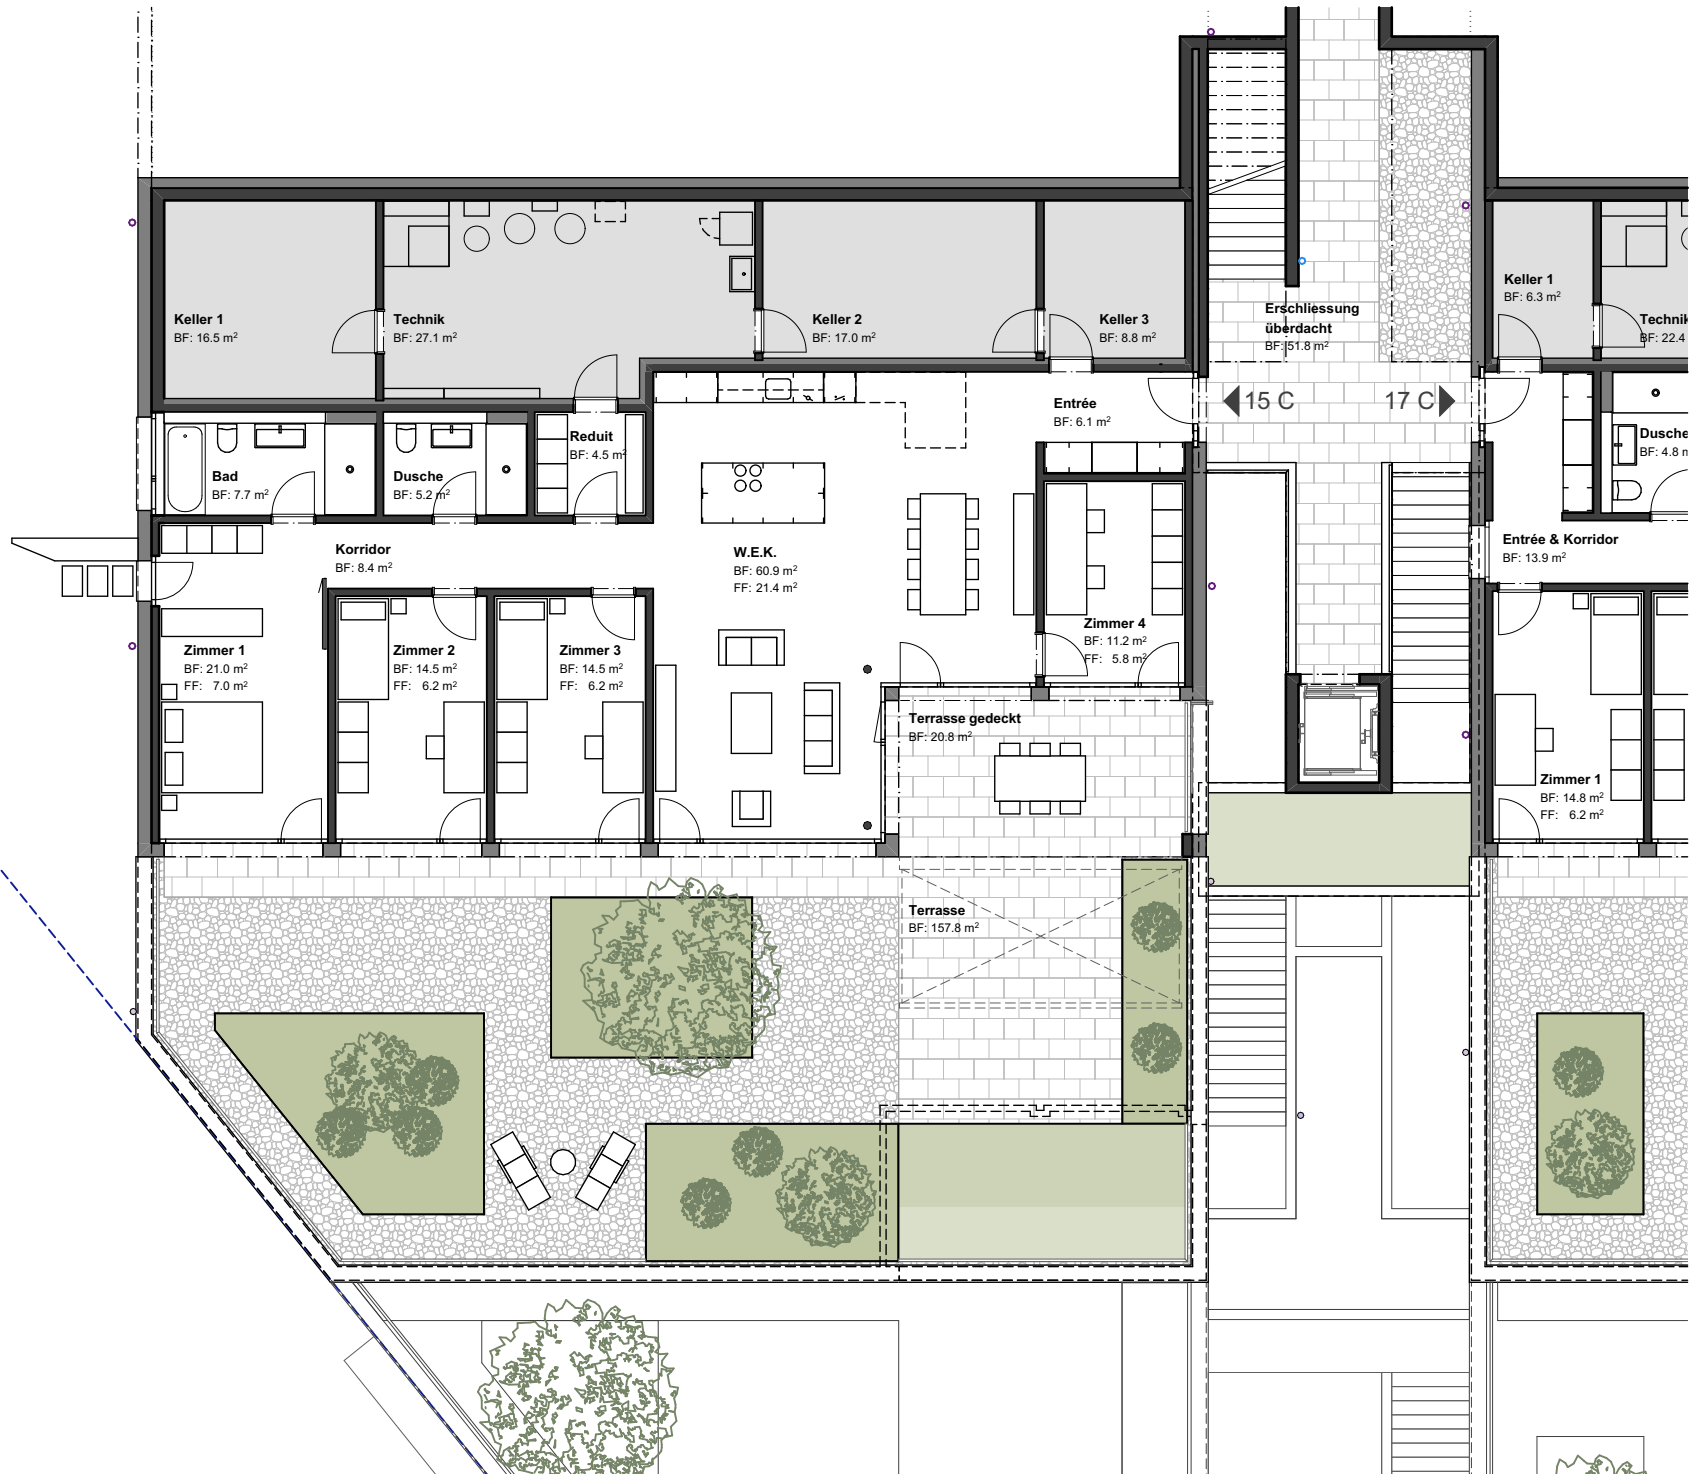 Keller 1
BF: 16.5 m²
Technik
BF: 27.1 m²
Keller 2
BF: 17.0 m²
Keller 3
BF: 8.8 m²
Erschliessung
überdacht
BF: 51.8 m²
Keller 1
BF: 6.3 m²
Technik
BF: 22.4
15 C
17 C
Entrée
BF: 6.1 m²
Bad
BF: 7.7 m²
Dusche
BF: 5.2 m²
Reduit
BF: 4.5 m²
Dusche
BF: 4.8 m
Korridor
BF: 8.4 m²
W.E.K.
BF: 60.9 m²
FF: 21.4 m²
Entrée & Korridor
BF: 13.9 m²
Zimmer 1
BF: 21.0 m²
FF: 7.0 m²
Zimmer 2
BF: 14.5 m²
FF: 6.2 m²
Zimmer 3
BF: 14.5 m²
FF: 6.2 m²
Zimmer 4
BF: 11.2 m²
FF: 5.8 m²
Terrasse gedeckt
BF: 20.8 m²
Zimmer 1
BF: 14.8 m²
FF: 6.2 m²
Terrasse
BF: 157.8 m²